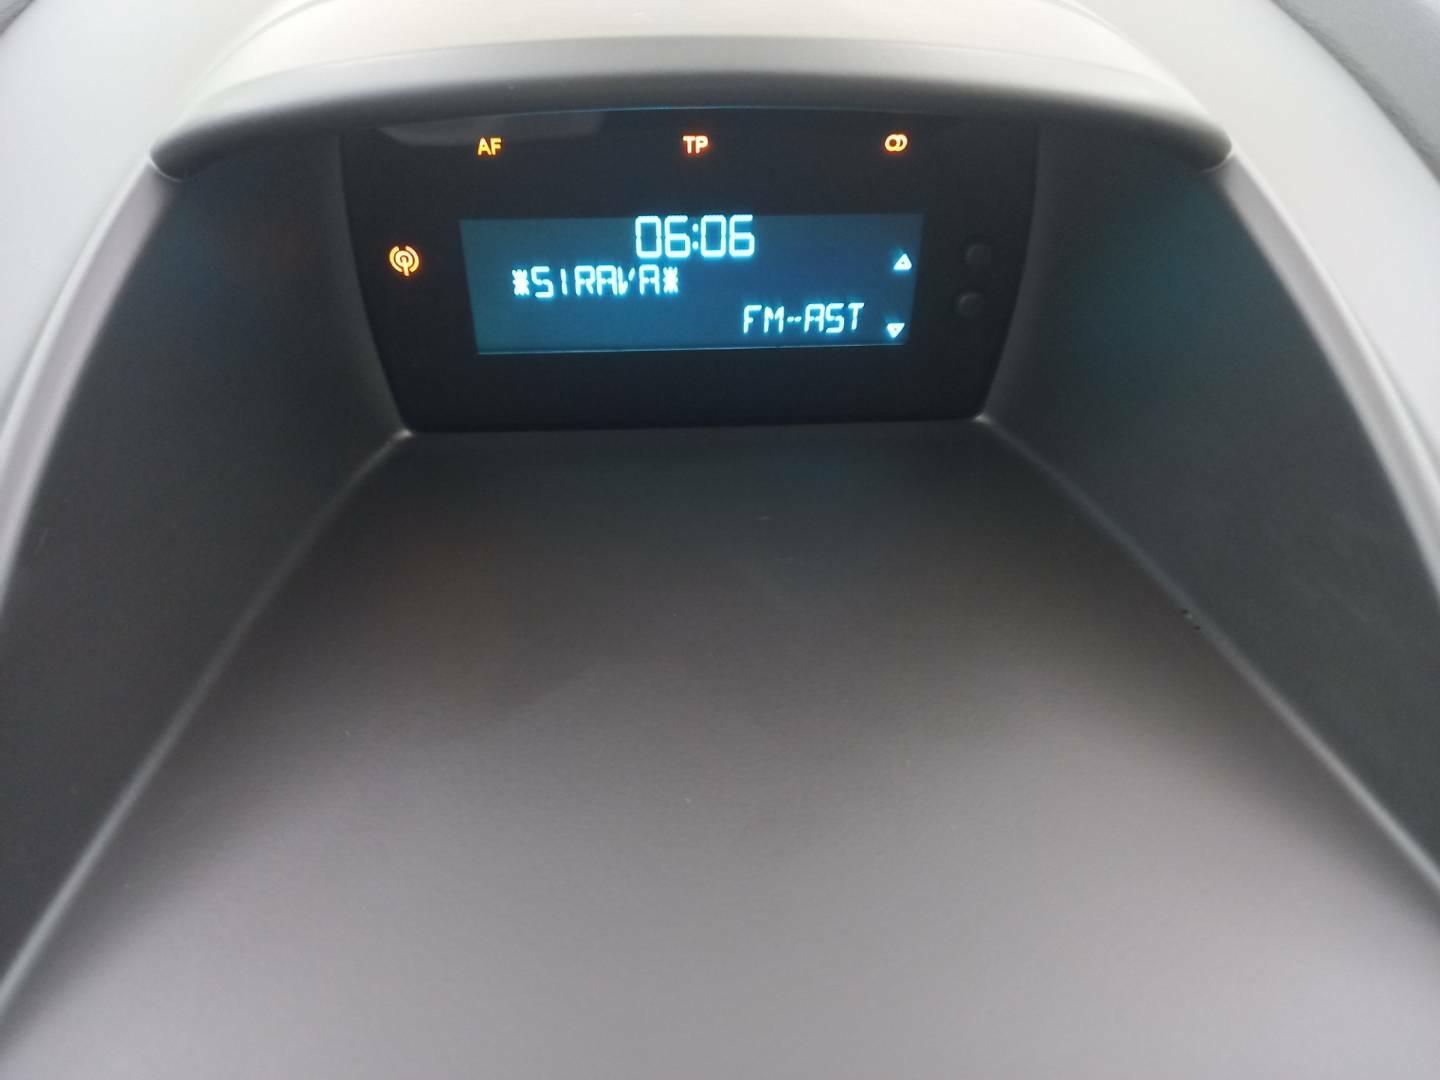 AF TP
06:06
*SIRAVA*
FM-AST